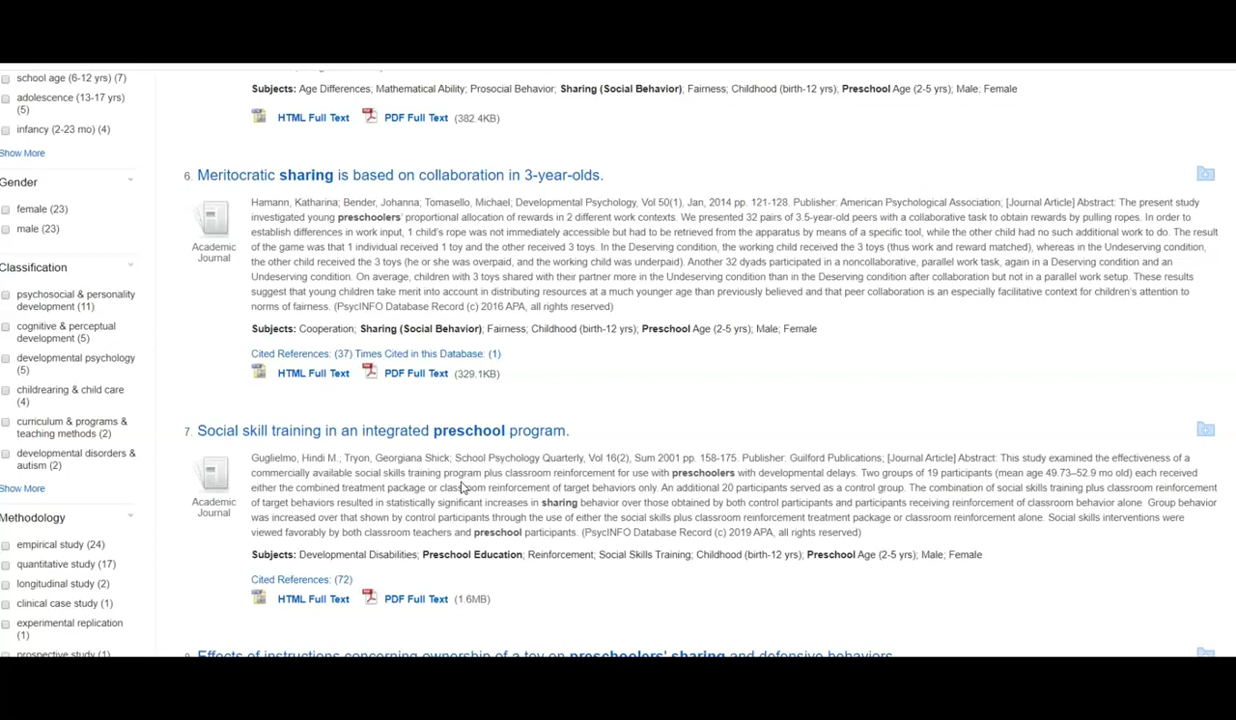 school age (6-12 yrs) (7)
adolescence (13-17 yrs)
(5)
infancy (2-23 mo) (4)
Show More
Gender
female (23)
male (23)
Classification
psychosocial & personality
development (11)
cognitive & perceptual
development (5)
developmental psychology
(5)
childrearing & child care
(4)
curriculum & programs &
teaching methods (2)
developmental disorders &
autism (2)
Show More
Methodology
empirical study (24)
quantitative study (17)
longitudinal study (2)
clinical case study (1)
experimental replication
(1)
prospective study (1)
Subjects: Age Differences; Mathematical Ability; Prosocial Behavior; Sharing (Social Behavior); Fairness; Childhood (birth-12 yrs); Preschool Age (2-5 yrs); Male; Female
HTML Full Text PDF Full Text (382.4KB)
6. Meritocratic sharing is based on collaboration in 3-year-olds.
Academic
Journal
Hamann, Katharina; Bender, Johanna; Tomasello, Michael; Developmental Psychology, Vol 50(1), Jan, 2014 pp. 121-128. Publisher: American Psychological Association; [Journal Article] Abstract: The present study
investigated young preschoolers' proportional allocation of rewards in 2 different work contexts. We presented 32 pairs of 3.5-year-old peers with a collaborative task to obtain rewards by pulling ropes. In order to
establish differences in work input, 1 child's rope was not immediately accessible but had to be retrieved from the apparatus by means of a specific tool, while the other child had no such additional work to do. The result
of the game was that 1 individual received 1 toy and the other received 3 toys. In the Deserving condition, the working child received the 3 toys (thus work and reward matched), whereas in the Undeserving condition,
the other child received the 3 toys (he or she was overpaid, and the working child was underpaid). Another 32 dyads participated in a noncollaborative, parallel work task, again in a Deserving condition and an
Undeserving condition. On average, children with 3 toys shared with their partner more in the Undeserving condition than in the Deserving condition after collaboration but not in a parallel work setup. These results
suggest that young children take merit into account in distributing resources at a much younger age than previously believed and that peer collaboration is an especially facilitative context for children's attention to
norms of fairness. (PsycINFO Database Record (c) 2016 APA, all rights reserved)
Subjects: Cooperation; Sharing (Social Behavior); Fairness; Childhood (birth-12 yrs); Preschool Age (2-5 yrs); Male; Female
Cited References: (37) Times Cited in this Database: (1)
HTML Full Text PDF Full Text (329.1KB)
7. Social skill training in an integrated preschool program.
Academic
Journal
Guglielmo, Hindi M.; Tryon, Georgiana Shick; School Psychology Quarterly, Vol 16(2), Sum 2001 pp. 158-175. Publisher: Guilford Publications; [Journal Article] Abstract: This study examined the effectiveness of a
commercially available social skills training program plus classroom reinforcement for use with preschoolers with developmental delays. Two groups of 19 participants (mean age 49.73–52.9 mo old) each received
either the combined treatment package or classroom reinforcement of target behaviors only. An additional 20 participants served as a control group. The combination of social skills training plus classroom reinforcement
of target behaviors resulted in statistically significant increases in sharing behavior over those obtained by both control participants and participants receiving reinforcement of classroom behavior alone. Group behavior
was increased over that shown by control participants through the use of either the social skills plus classroom reinforcement treatment package or classroom reinforcement alone. Social skills interventions were
viewed favorably by both classroom teachers and preschool participants. (PsycINFO Database Record (c) 2019 APA, all rights reserved)
Subjects: Developmental Disabilities; Preschool Education; Reinforcement; Social Skills Training; Childhood (birth-12 yrs); Preschool Age (2-5 yrs); Male; Female
Cited References: (72)
HTML Full Text PDF Full Text (1.6MB)
8. Effects of instructions concerning ownership of a toy on preschoolers' sharing and defensive behaviors.